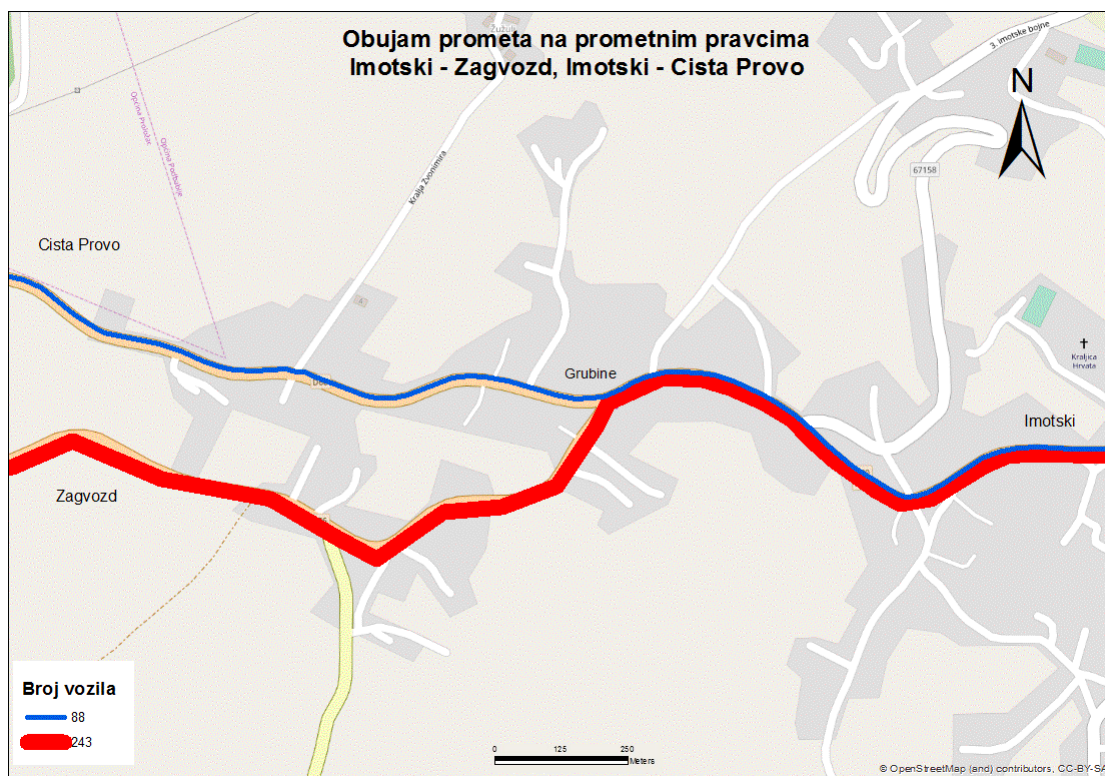 Obujam prometa na prometnim pravcima
Imotski - Zagvozd, Imotski - Cista Provo
3. imotske bojne
N
67158
Općina Proložac
Općina Podbablje
Kralja Zvonimira
Cista Provo
Grubine
Kraljica
Hrvata
Imotski
Zagvozd
Broj vozila
88
243
0 125 250
Meters
© OpenStreetMap (and) contributors, CC-BY-SA